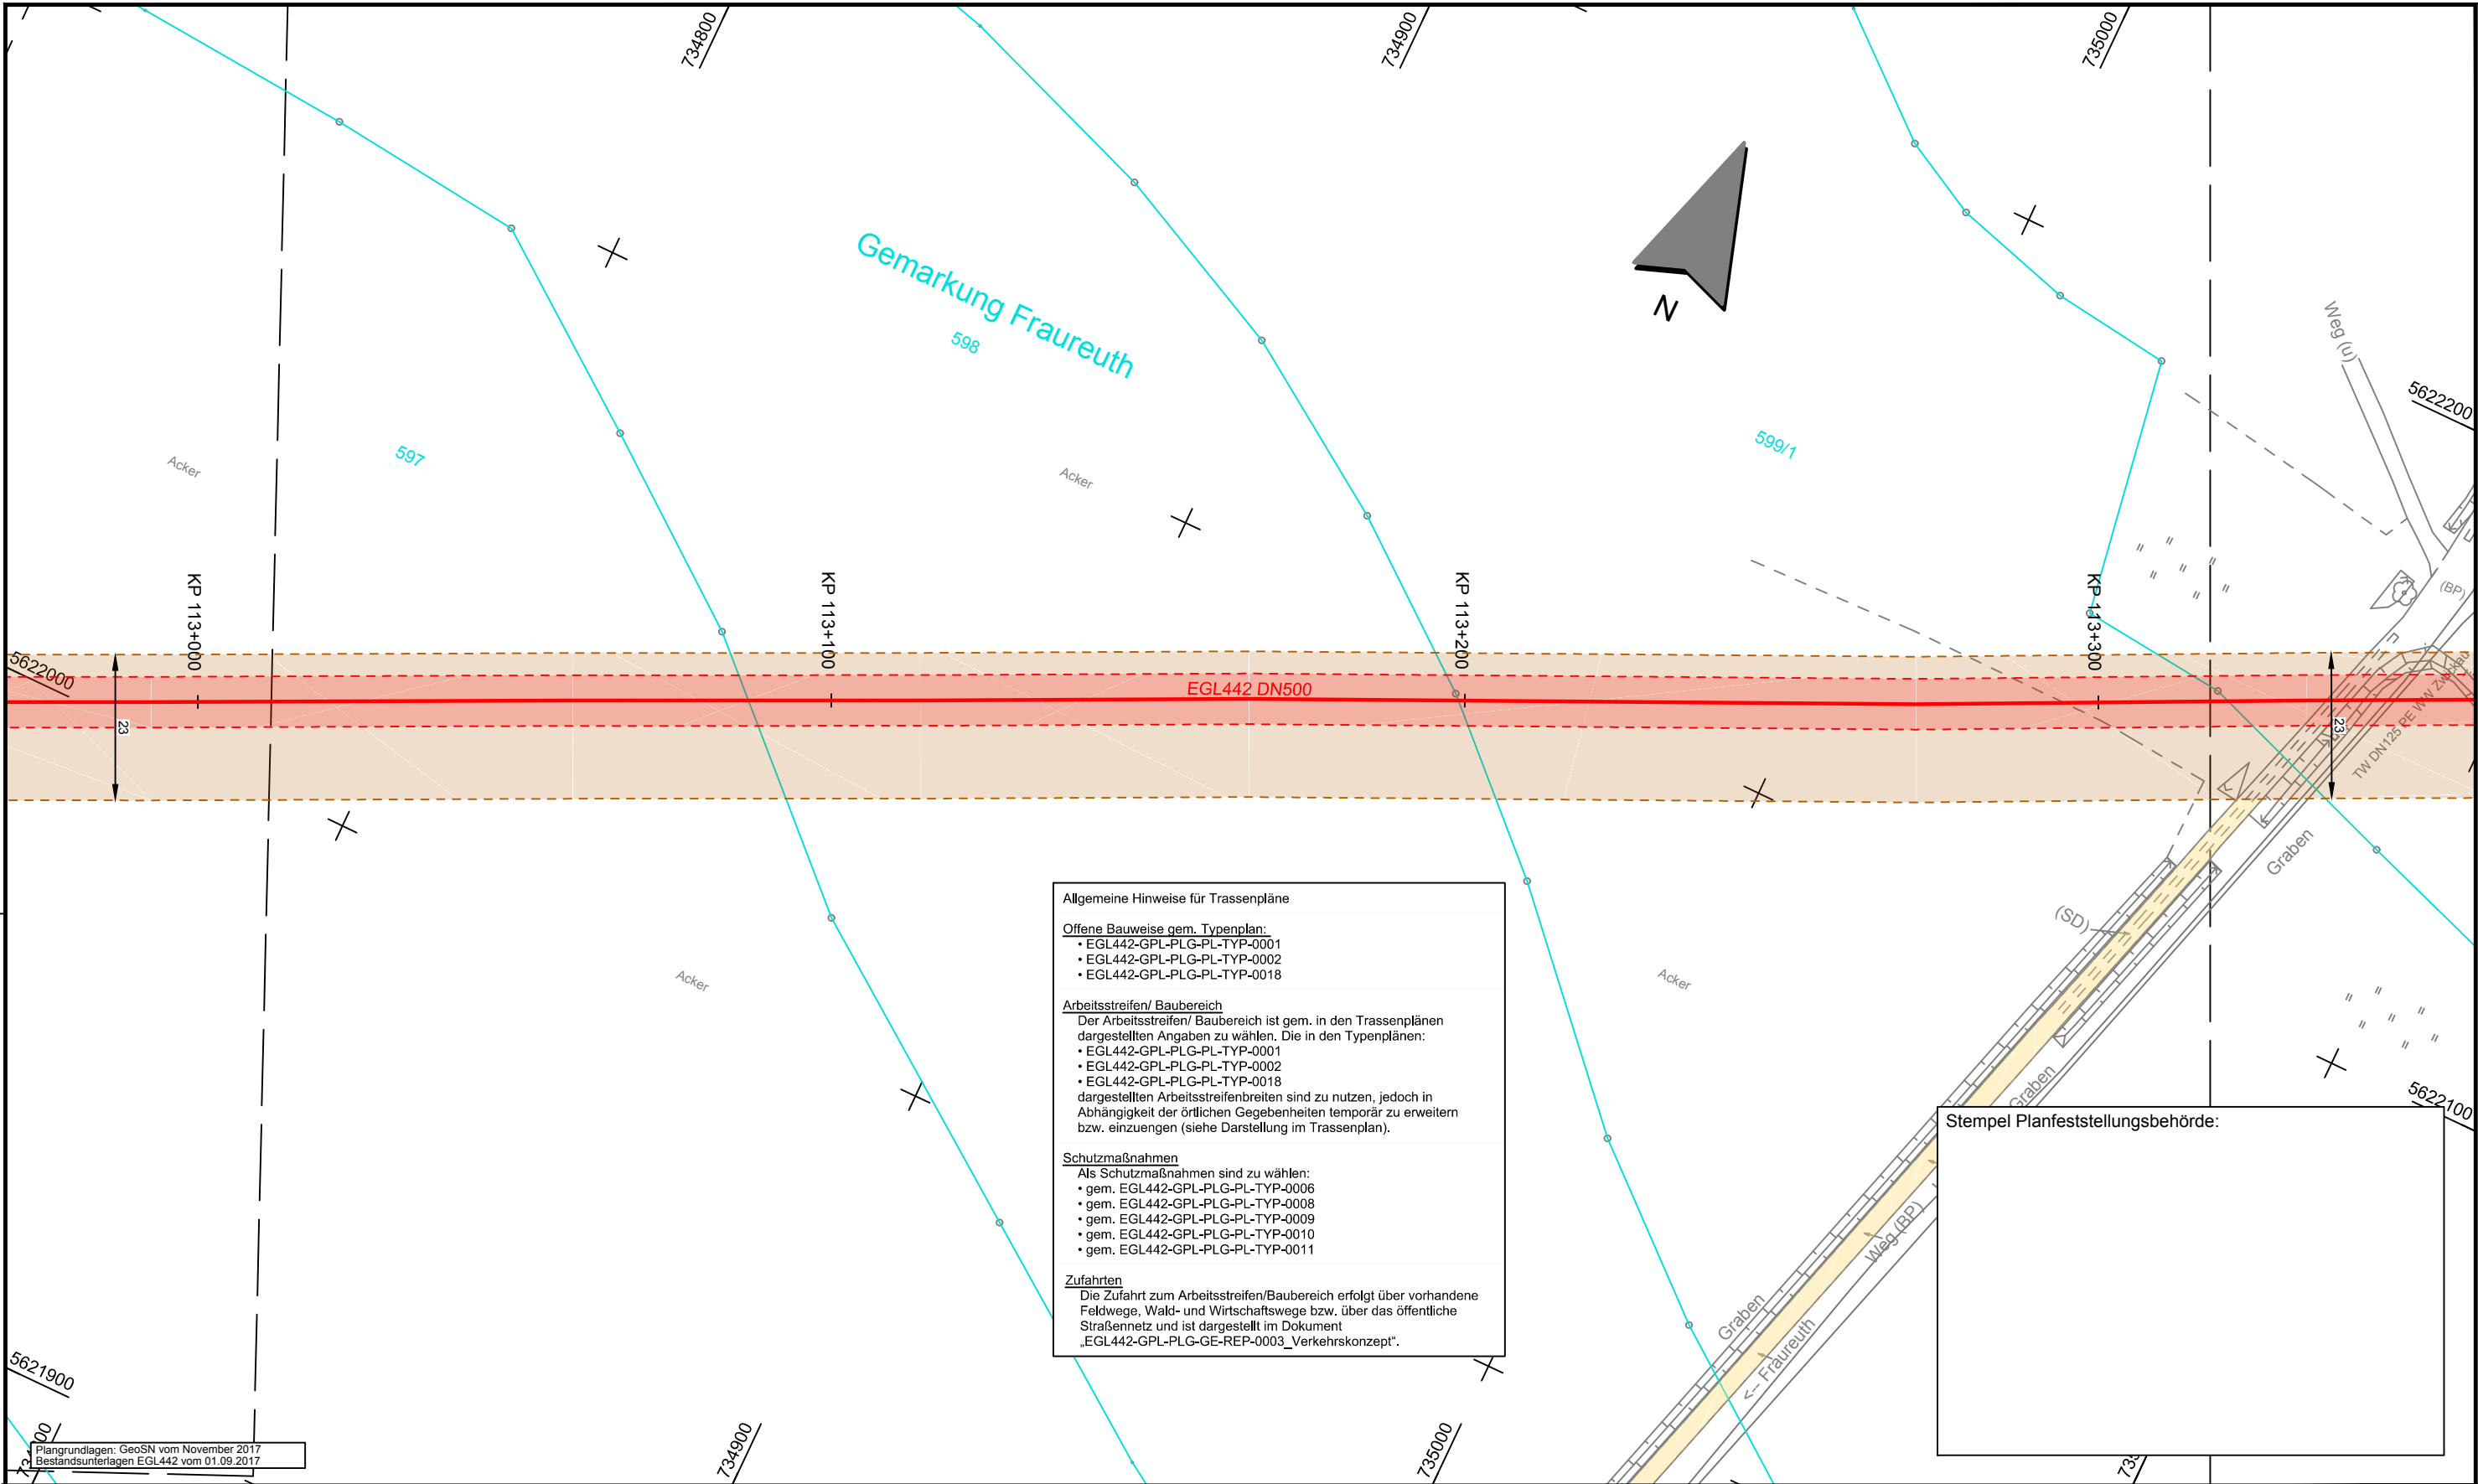 734800
734900
735000
Gemarkung Fraureuth
598
N
Weg (u)
5622200
597
599/1
Acker
Acker
(BP)
KP 113+000
KP 113+100
KP 113+200
KP 113+300
5622000
EGL442 DN500
23
23
TW DN125 PE WW Zwickau
Graben
(SD)
Acker
Acker
Allgemeine Hinweise für Trassenpläne
Offene Bauweise gem. Typenplan:
• EGL442-GPL-PLG-PL-TYP-0001
• EGL442-GPL-PLG-PL-TYP-0002
• EGL442-GPL-PLG-PL-TYP-0018
Arbeitsstreifen/ Baubereich
Der Arbeitsstreifen/ Baubereich ist gem. in den Trassenplänen
dargestellten Angaben zu wählen. Die in den Typenplänen:
• EGL442-GPL-PLG-PL-TYP-0001
• EGL442-GPL-PLG-PL-TYP-0002
• EGL442-GPL-PLG-PL-TYP-0018
dargestellten Arbeitsstreifenbreiten sind zu nutzen, jedoch in
Abhängigkeit der örtlichen Gegebenheiten temporär zu erweitern
bzw. einzuengen (siehe Darstellung im Trassenplan).
Schutzmaßnahmen
Als Schutzmaßnahmen sind zu wählen:
• gem. EGL442-GPL-PLG-PL-TYP-0006
• gem. EGL442-GPL-PLG-PL-TYP-0008
• gem. EGL442-GPL-PLG-PL-TYP-0009
• gem. EGL442-GPL-PLG-PL-TYP-0010
• gem. EGL442-GPL-PLG-PL-TYP-0011
Zufahrten
Die Zufahrt zum Arbeitsstreifen/Baubereich erfolgt über vorhandene
Feldwege, Wald- und Wirtschaftswege bzw. über das öffentliche
Straßennetz und ist dargestellt im Dokument
„EGL442-GPL-PLG-GE-REP-0003_Verkehrskonzept“.
Graben
5622100
Stempel Planfeststellungsbehörde:
Weg (BP)
Graben
<-- Fraureuth
5621900
734900
735000
Plangrundlagen: GeoSN vom November 2017
Bestandsunterlagen EGL442 vom 01.09.2017